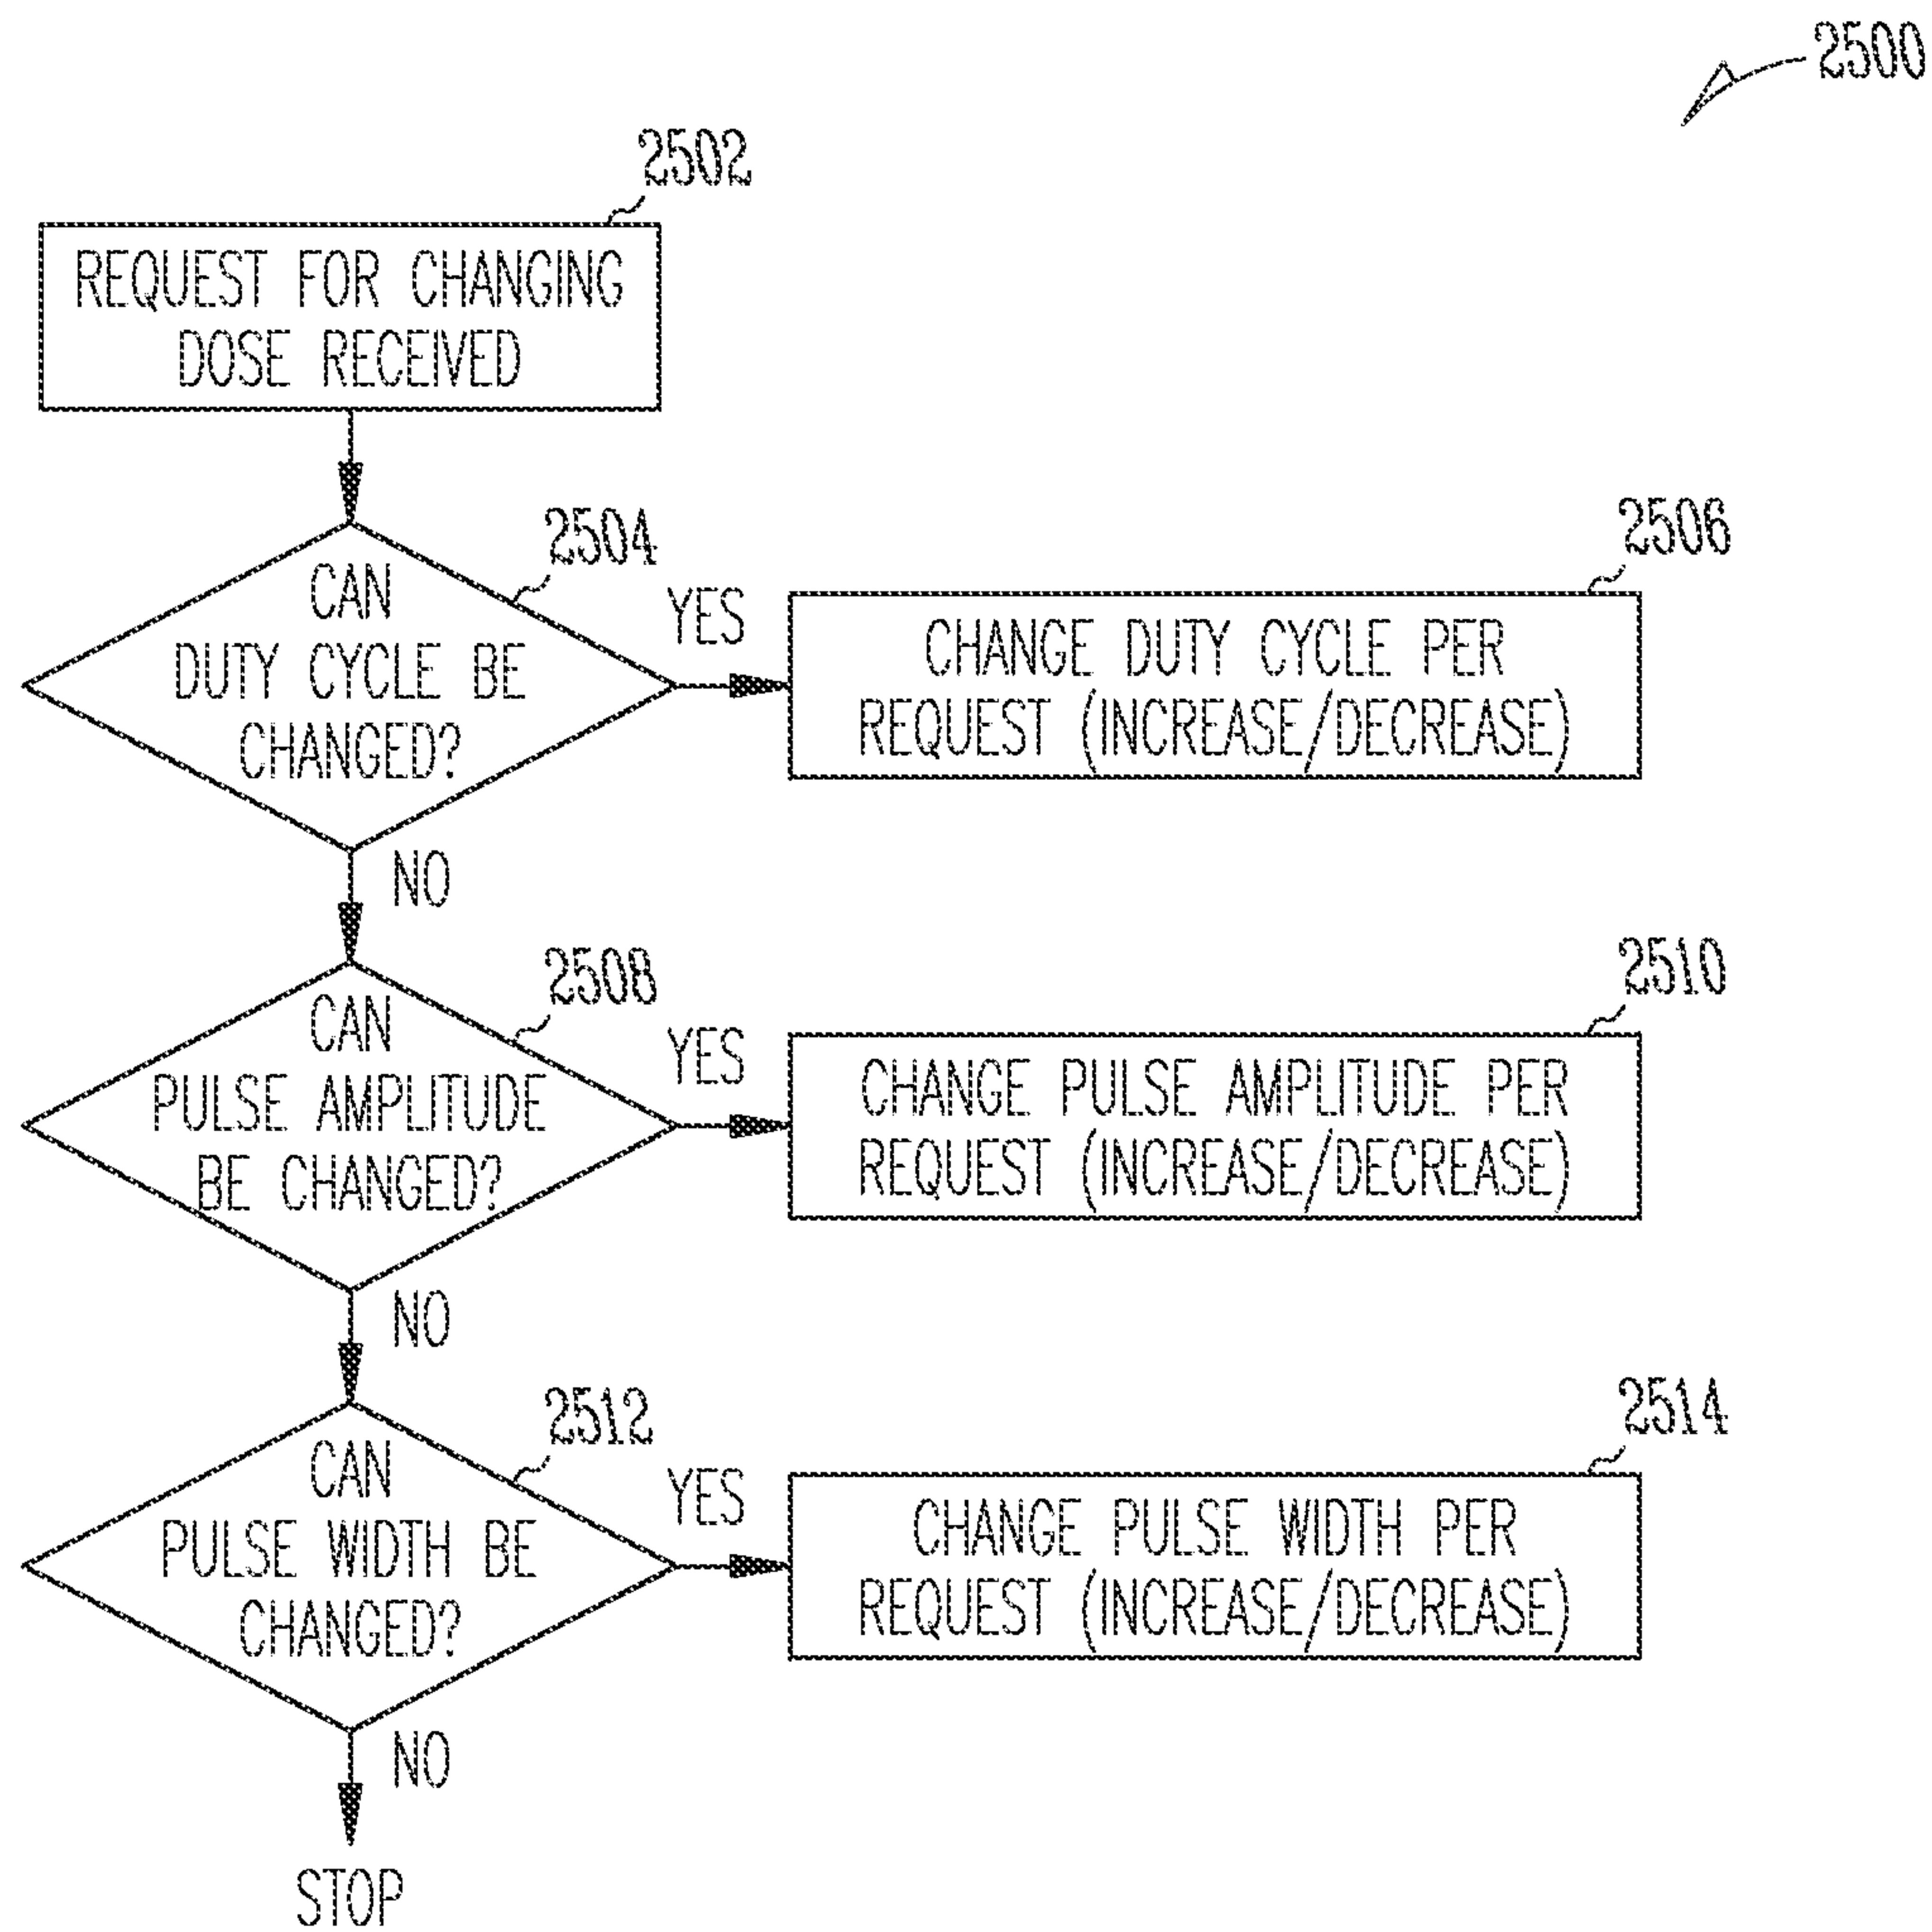 2500
2502
REQUEST FOR CHANGING
DOSE RECEIVED
2504
CAN
DUTY CYCLE BE
CHANGED?
YES
2506
CHANGE DUTY CYCLE PER
REQUEST (INCREASE/DECREASE)
NO
2508
CAN
PULSE AMPLITUDE
BE CHANGED?
YES
2510
CHANGE PULSE AMPLITUDE PER
REQUEST (INCREASE/DECREASE)
NO
2512
CAN
PULSE WIDTH BE
CHANGED?
YES
2514
CHANGE PULSE WIDTH PER
REQUEST (INCREASE/DECREASE)
NO
STOP